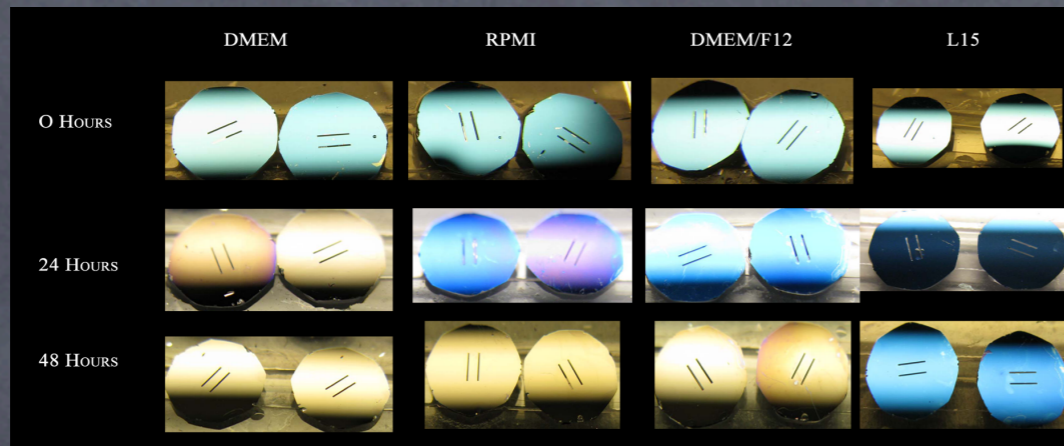 DMEM RPMI DMEM/F12 L15
O HOURS
24 HOURS
48 HOURS